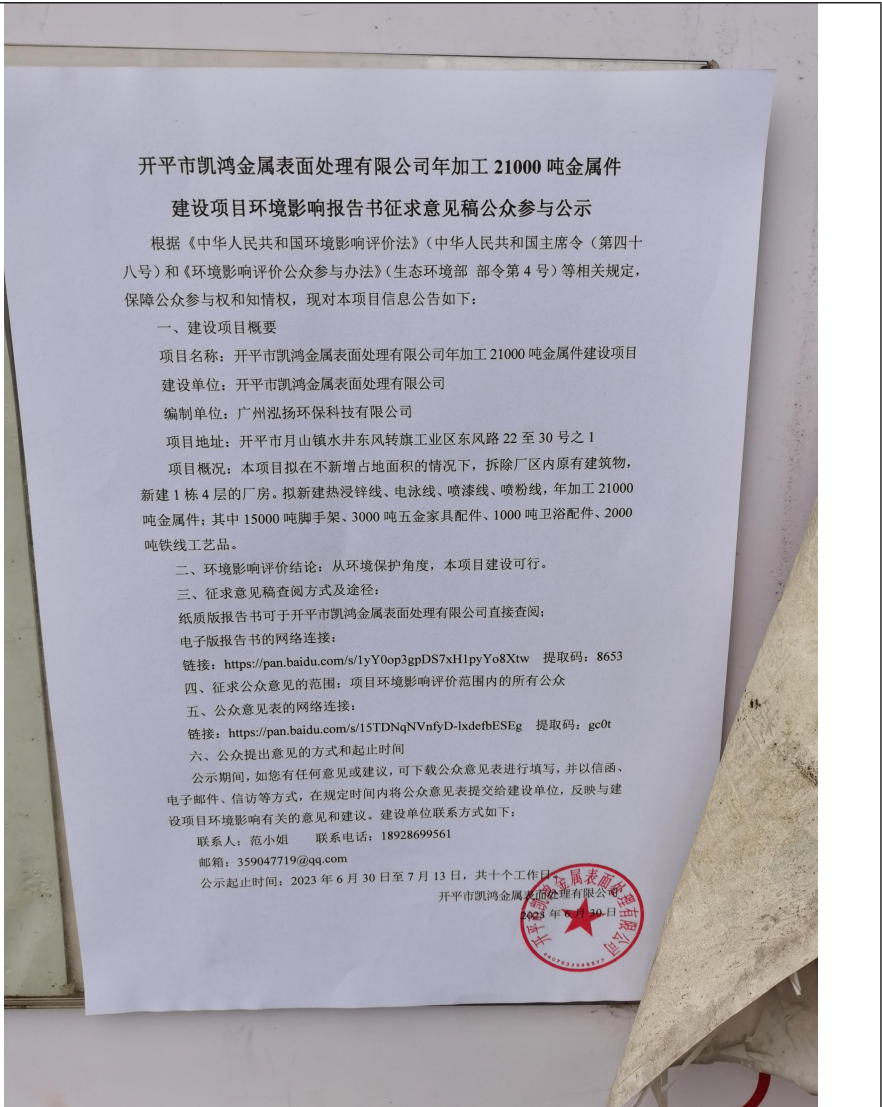 开平市凯鸿金属表面处理有限公司年加工 21000 吨金属件
建设项目环境影响报告书征求意见稿公众参与公示
根据《中华人民共和国环境影响评价法》（中华人民共和国主席令（第四十
八号）和《环境影响评价公众参与办法》（生态环境部 部令第 4 号）等相关规定，
保障公众参与权和知情权，现对本项目信息公告如下：
一、建设项目概要
项目名称：开平市凯鸿金属表面处理有限公司年加工 21000 吨金属件建设项目
建设单位：开平市凯鸿金属表面处理有限公司
编制单位：广州泓扬环保科技有限公司
项目地址：开平市月山镇水井东风转旗工业区东风路 22 至 30 号之 1
项目概况：本项目拟在不新增占地面积的情况下，拆除厂区内原有建筑物，
新建 1 栋 4 层的厂房。拟新建热浸锌线、电泳线、喷漆线、喷粉线，年加工 21000
吨金属件；其中 15000 吨脚手架、3000 吨五金家具配件、1000 吨卫浴配件、2000
吨铁线工艺品。
二、环境影响评价结论：从环境保护角度，本项目建设可行。
三、征求意见稿查阅方式及途径：
纸质版报告书可于开平市凯鸿金属表面处理有限公司直接查阅；
电子版报告书的网络连接：
链接：https://pan.baidu.com/s/1yY0op3gpDS7xH1pyYo8Xtw 提取码：8653
四、征求公众意见的范围：项目环境影响评价范围内的所有公众
五、公众意见表的网络连接：
链接：https://pan.baidu.com/s/15TDNqNVnfyD-lxdefbESEg 提取码：gc0t
六、公众提出意见的方式和起止时间
公示期间，如您有任何意见或建议，可下载公众意见表进行填写，并以信函、
电子邮件、信访等方式，在规定时间内将公众意见表提交给建设单位，反映与建
设项目环境影响有关的意见和建议。建设单位联系方式如下：
联系人：范小姐 联系电话：18928699561
邮箱：359047719@qq.com
公示起止时间：2023 年 6 月 30 日至 7 月 13 日，共十个工作日。
开平市凯鸿金属表面处理有限公司
2023 年 6 月 30 日
开平市凯鸿金属表面处理有限公司